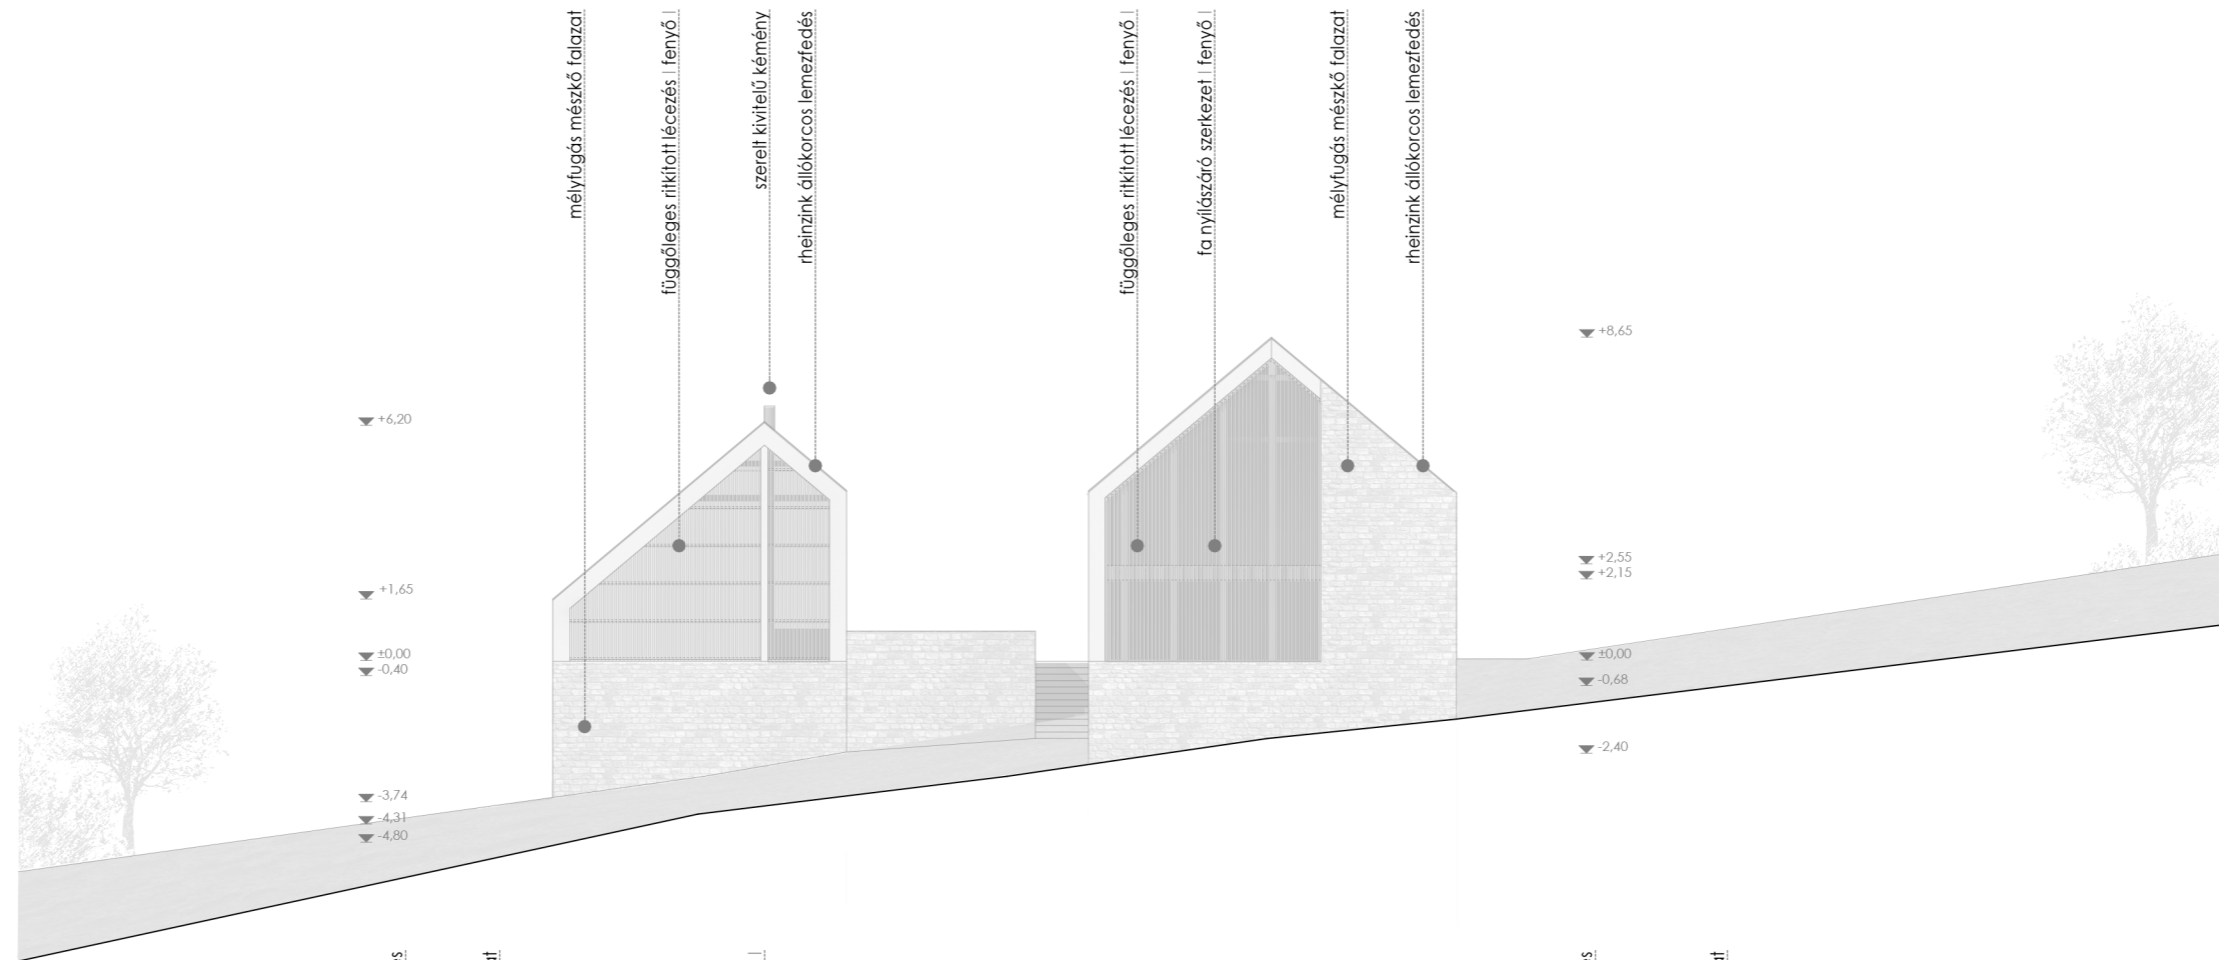 mélyfugás mészkő falazat
függőleges ritkított lécezés | fenyő |
szerelt kivitelű kémény
rheinzink állókorcos lemezfedés
függőleges ritkított lécezés | fenyő |
fa nyílászáró szerkezet | fenyő |
mélyfugás mészkő falazat
rheinzink állókorcos lemezfedés
+6,20
+1,65
±0,00
-0,40
-3,74
-4,31
-4,80
+8,65
+2,55
+2,15
±0,00
-0,68
-2,40